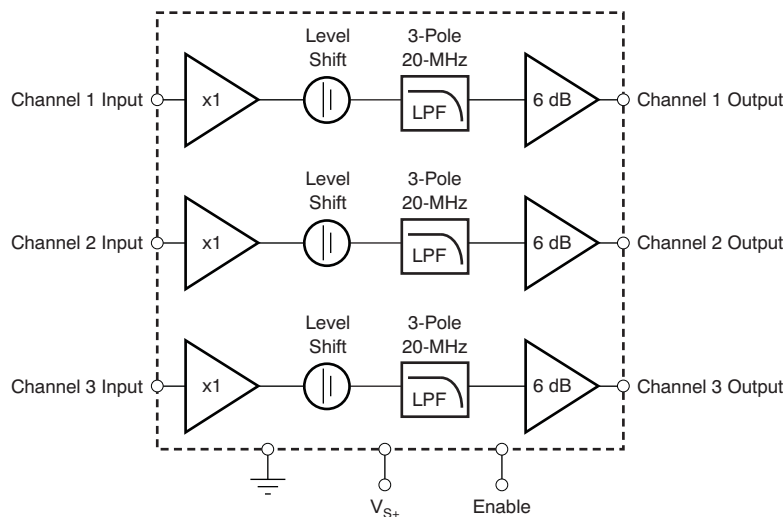 Level
Shift
3-Pole
20-MHz
Channel 1 Input
x1
LPF
6 dB
Channel 1 Output
Level
Shift
3-Pole
20-MHz
Channel 2 Input
x1
LPF
6 dB
Channel 2 Output
Level
Shift
3-Pole
20-MHz
Channel 3 Input
x1
LPF
6 dB
Channel 3 Output
VS+
Enable